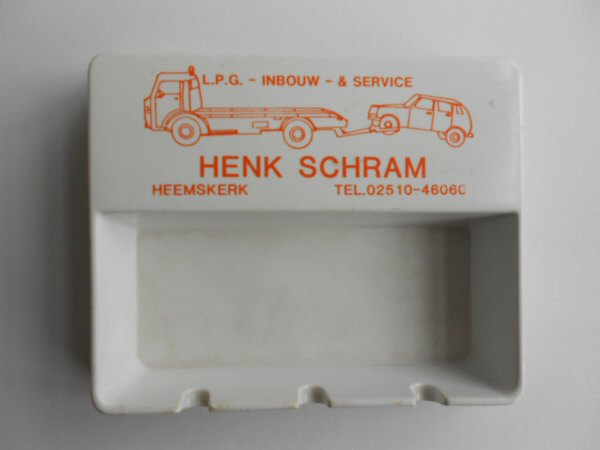 L.P.G. - INBOUW - & SERVICE
HENK SCHRAM
HEEMSKERK TEL.02510-46060